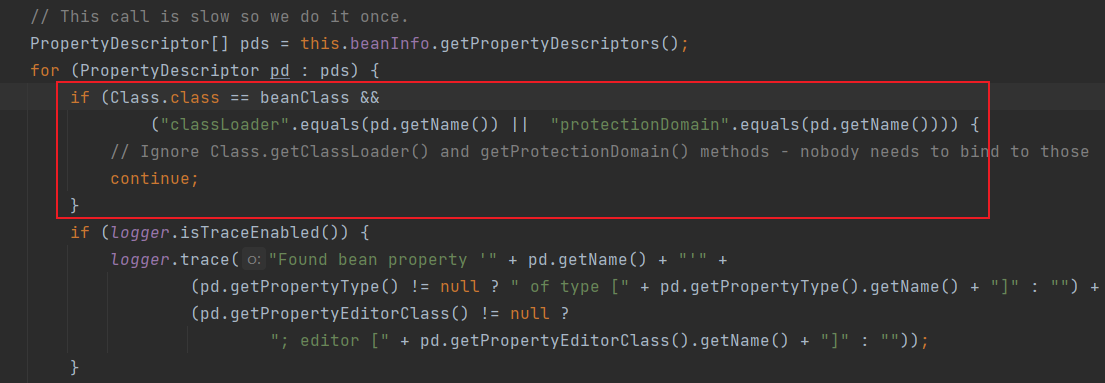 // This call is slow so we do it once.
PropertyDescriptor[] pds = this.beanInfo.getPropertyDescriptors();
for (PropertyDescriptor pd : pds) {
if (Class.class == beanClass &&
("classLoader".equals(pd.getName()) ||  "protectionDomain".equals(pd.getName()))) {
// Ignore Class.getClassLoader() and getProtectionDomain() methods - nobody needs to bind to those
continue;
}
if (logger.isTraceEnabled()) {
logger.trace( o: "Found bean property '" + pd.getName() + "'" +
(pd.getPropertyType() != null ? " of type [" + pd.getPropertyType().getName() + "]" : "") +
(pd.getPropertyEditorClass() != null ?
"; editor [" + pd.getPropertyEditorClass().getName() + "]" : ""));
}